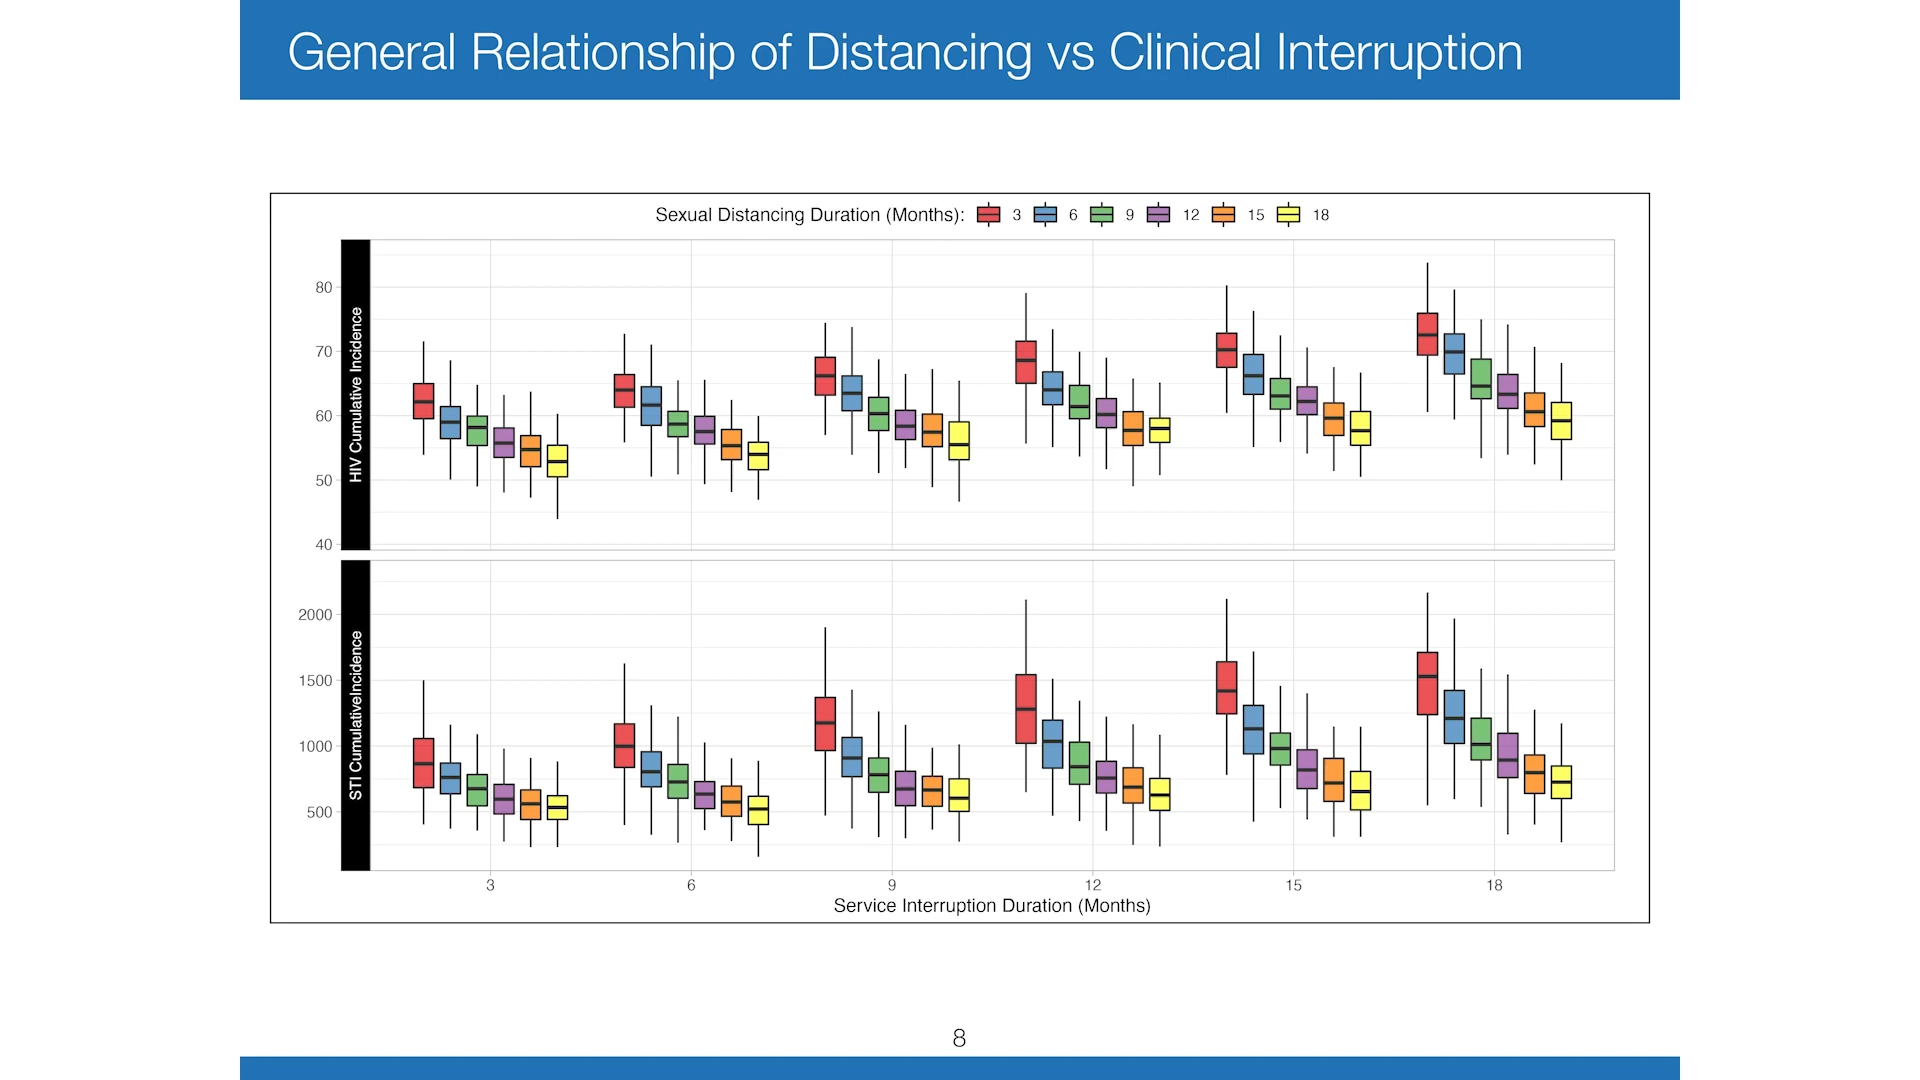 General Relationship of Distancing vs Clinical Interruption
Sexual Distancing Duration (Months): 3 6 9 12 15 18
HIV Cumulative Incidence
80
70
60
50
40
STI CumulativeIncidence
2000
1500
1000
500
3 6 9 12 15 18
Service Interruption Duration (Months)
8